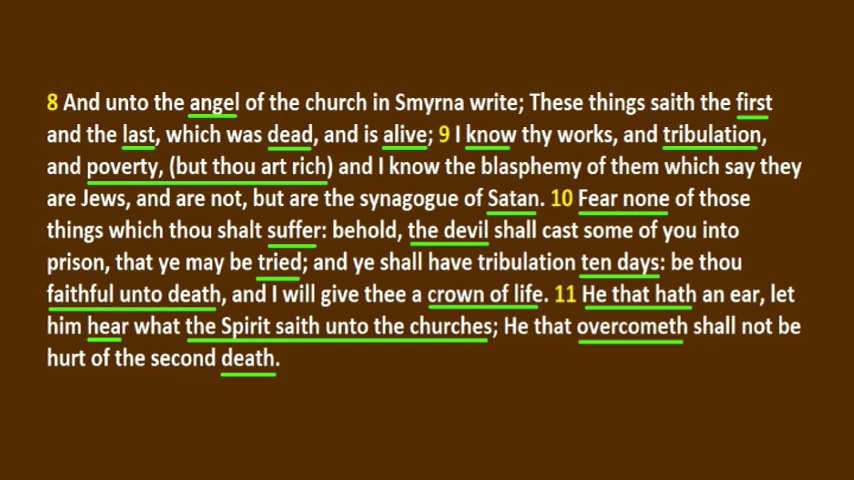 8 And unto the angel of the church in Smyrna write; These things saith the first
and the last, which was dead, and is alive; 9 I know thy works, and tribulation,
and poverty, (but thou art rich) and I know the blasphemy of them which say they
are Jews, and are not, but are the synagogue of Satan. 10 Fear none of those
things which thou shalt suffer: behold, the devil shall cast some of you into
prison, that ye may be tried; and ye shall have tribulation ten days: be thou
faithful unto death, and I will give thee a crown of life. 11 He that hath an ear, let
him hear what the Spirit saith unto the churches; He that overcometh shall not be
hurt of the second death.